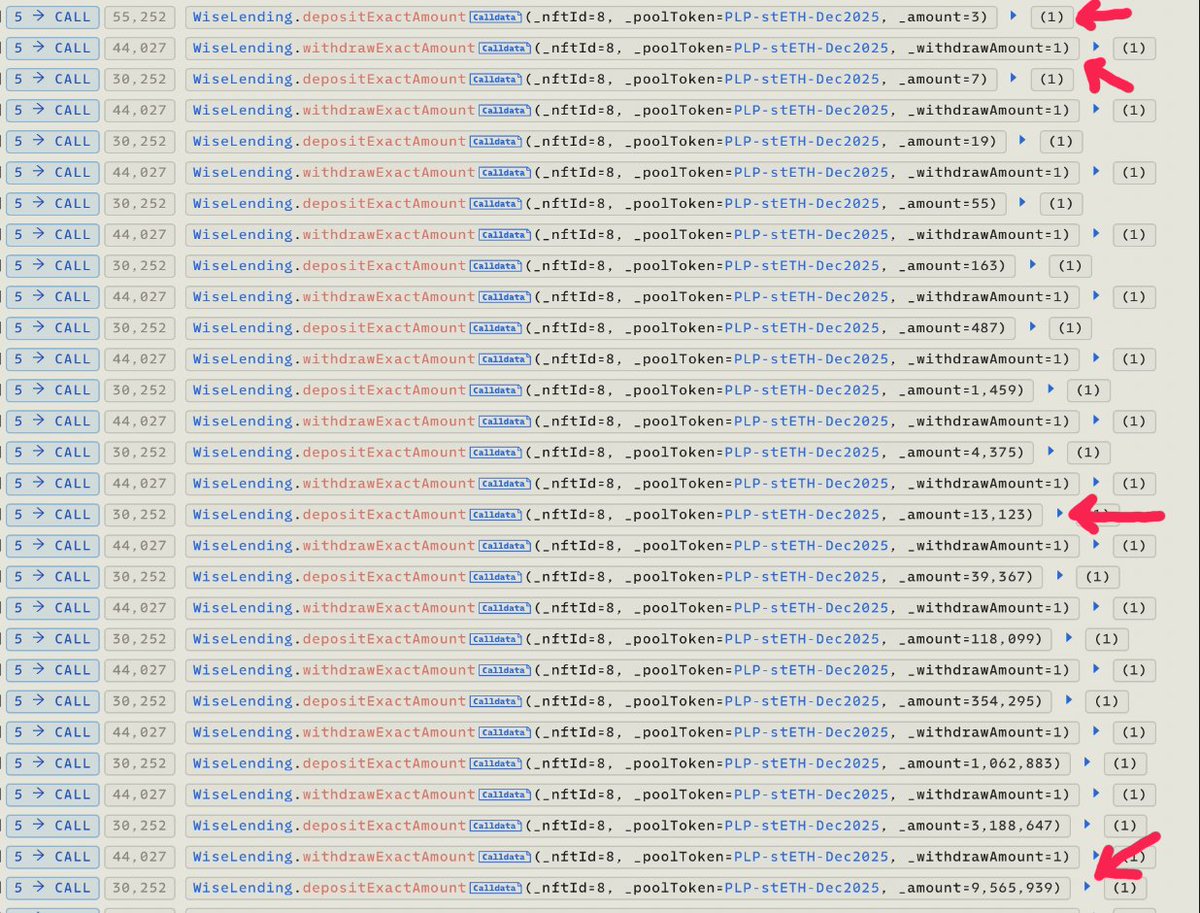 5 → CALL 55,252 WiseLending.depositExactAmount Calldata (_nftId=8, _poolToken=PLP-stETH-Dec2025, _amount=3) (1)
5 → CALL 44,027 WiseLending.withdrawExactAmount Calldata (_nftId=8, _poolToken=PLP-stETH-Dec2025, _withdrawAmount=1) (1)
5 → CALL 30,252 WiseLending.depositExactAmount Calldata (_nftId=8, _poolToken=PLP-stETH-Dec2025, _amount=7) (1)
5 → CALL 44,027 WiseLending.withdrawExactAmount Calldata (_nftId=8, _poolToken=PLP-stETH-Dec2025, _withdrawAmount=1) (1)
5 → CALL 30,252 WiseLending.depositExactAmount Calldata (_nftId=8, _poolToken=PLP-stETH-Dec2025, _amount=19) (1)
5 → CALL 44,027 WiseLending.withdrawExactAmount Calldata (_nftId=8, _poolToken=PLP-stETH-Dec2025, _withdrawAmount=1) (1)
5 → CALL 30,252 WiseLending.depositExactAmount Calldata (_nftId=8, _poolToken=PLP-stETH-Dec2025, _amount=55) (1)
5 → CALL 44,027 WiseLending.withdrawExactAmount Calldata (_nftId=8, _poolToken=PLP-stETH-Dec2025, _withdrawAmount=1) (1)
5 → CALL 30,252 WiseLending.depositExactAmount Calldata (_nftId=8, _poolToken=PLP-stETH-Dec2025, _amount=163) (1)
5 → CALL 44,027 WiseLending.withdrawExactAmount Calldata (_nftId=8, _poolToken=PLP-stETH-Dec2025, _withdrawAmount=1) (1)
5 → CALL 30,252 WiseLending.depositExactAmount Calldata (_nftId=8, _poolToken=PLP-stETH-Dec2025, _amount=487) (1)
5 → CALL 44,027 WiseLending.withdrawExactAmount Calldata (_nftId=8, _poolToken=PLP-stETH-Dec2025, _withdrawAmount=1) (1)
5 → CALL 30,252 WiseLending.depositExactAmount Calldata (_nftId=8, _poolToken=PLP-stETH-Dec2025, _amount=1,459) (1)
5 → CALL 44,027 WiseLending.withdrawExactAmount Calldata (_nftId=8, _poolToken=PLP-stETH-Dec2025, _withdrawAmount=1) (1)
5 → CALL 30,252 WiseLending.depositExactAmount Calldata (_nftId=8, _poolToken=PLP-stETH-Dec2025, _amount=4,375) (1)
5 → CALL 44,027 WiseLending.withdrawExactAmount Calldata (_nftId=8, _poolToken=PLP-stETH-Dec2025, _withdrawAmount=1) (1)
5 → CALL 30,252 WiseLending.depositExactAmount Calldata (_nftId=8, _poolToken=PLP-stETH-Dec2025, _amount=13,123)
5 → CALL 44,027 WiseLending.withdrawExactAmount Calldata (_nftId=8, _poolToken=PLP-stETH-Dec2025, _withdrawAmount=1) (1)
5 → CALL 30,252 WiseLending.depositExactAmount Calldata (_nftId=8, _poolToken=PLP-stETH-Dec2025, _amount=39,367) (1)
5 → CALL 44,027 WiseLending.withdrawExactAmount Calldata (_nftId=8, _poolToken=PLP-stETH-Dec2025, _withdrawAmount=1) (1)
5 → CALL 30,252 WiseLending.depositExactAmount Calldata (_nftId=8, _poolToken=PLP-stETH-Dec2025, _amount=118,099) (1)
5 → CALL 44,027 WiseLending.withdrawExactAmount Calldata (_nftId=8, _poolToken=PLP-stETH-Dec2025, _withdrawAmount=1) (1)
5 → CALL 30,252 WiseLending.depositExactAmount Calldata (_nftId=8, _poolToken=PLP-stETH-Dec2025, _amount=354,295) (1)
5 → CALL 44,027 WiseLending.withdrawExactAmount Calldata (_nftId=8, _poolToken=PLP-stETH-Dec2025, _withdrawAmount=1) (1)
5 → CALL 30,252 WiseLending.depositExactAmount Calldata (_nftId=8, _poolToken=PLP-stETH-Dec2025, _amount=1,062,883) (1)
5 → CALL 44,027 WiseLending.withdrawExactAmount Calldata (_nftId=8, _poolToken=PLP-stETH-Dec2025, _withdrawAmount=1) (1)
5 → CALL 30,252 WiseLending.depositExactAmount Calldata (_nftId=8, _poolToken=PLP-stETH-Dec2025, _amount=3,188,647) (1)
5 → CALL 44,027 WiseLending.withdrawExactAmount Calldata (_nftId=8, _poolToken=PLP-stETH-Dec2025, _withdrawAmount=1) (1)
5 → CALL 30,252 WiseLending.depositExactAmount Calldata (_nftId=8, _poolToken=PLP-stETH-Dec2025, _amount=9,565,939) (1)